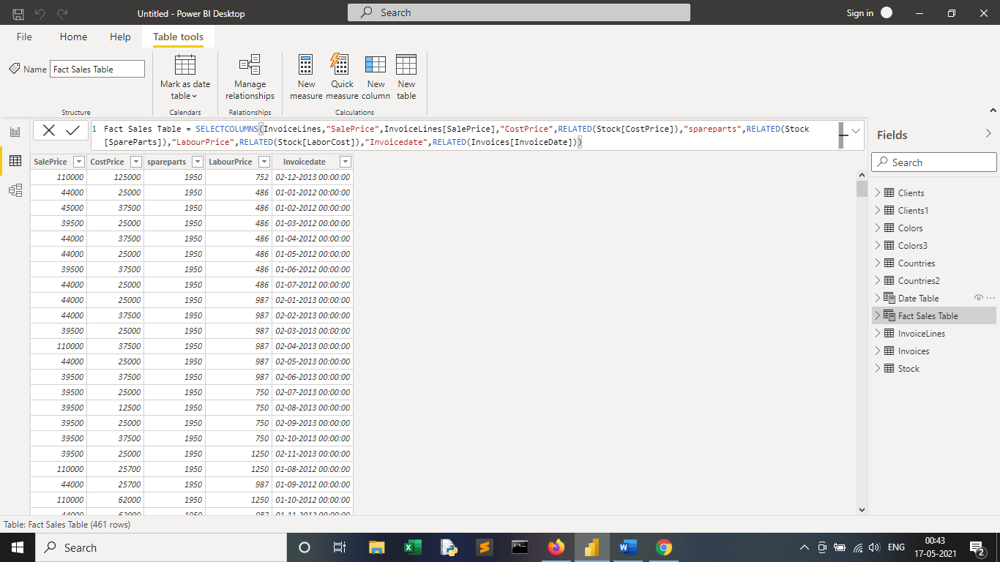 Untitled - Power BI Desktop
Search
Sign in
File Home Help Table tools
Name Fact Sales Table
Mark as date table
Manage relationships
New measure
Quick measure
New column
New table
Structure
Calendars
Relationships
Calculations
1 Fact Sales Table = SELECTCOLUMNS(InvoiceLines,"SalePrice",InvoiceLines[SalePrice],"CostPrice",RELATED(Stock[CostPrice]),"spareparts",RELATED(Stock
[SpareParts]),"LabourPrice",RELATED(Stock[LaborCost]),"Invoicedate",RELATED(Invoices[InvoiceDate]))
SalePrice CostPrice spareparts LabourPrice Invoicedate
110000 125000 1950 752 02-12-2013 00:00:00
44000 25000 1950 486 01-01-2012 00:00:00
45000 37500 1950 486 01-02-2012 00:00:00
39500 25000 1950 486 01-03-2012 00:00:00
44000 37500 1950 486 01-04-2012 00:00:00
44000 25000 1950 486 01-05-2012 00:00:00
39500 37500 1950 486 01-06-2012 00:00:00
44000 25000 1950 486 01-07-2012 00:00:00
44000 25000 1950 987 02-01-2013 00:00:00
44000 37500 1950 987 02-02-2013 00:00:00
39500 25000 1950 987 02-03-2013 00:00:00
110000 37500 1950 987 02-04-2013 00:00:00
44000 25000 1950 987 02-05-2013 00:00:00
39500 37500 1950 987 02-06-2013 00:00:00
39500 25000 1950 750 02-07-2013 00:00:00
39500 12500 1950 750 02-08-2013 00:00:00
39500 25000 1950 750 02-09-2013 00:00:00
39500 37500 1950 750 02-10-2013 00:00:00
39500 25000 1950 1250 02-11-2013 00:00:00
110000 25700 1950 1250 01-08-2012 00:00:00
44000 25700 1950 987 01-09-2012 00:00:00
110000 62000 1950 1250 01-10-2012 00:00:00
44000 62000 1950 987 01-11-2012 00:00:00
Fields
Search
Clients
Clients1
Colors
Colors3
Countries
Countries2
Date Table
Fact Sales Table
InvoiceLines
Invoices
Stock
Table: Fact Sales Table (461 rows)
Search
ENG
00:43
17-05-2021
2